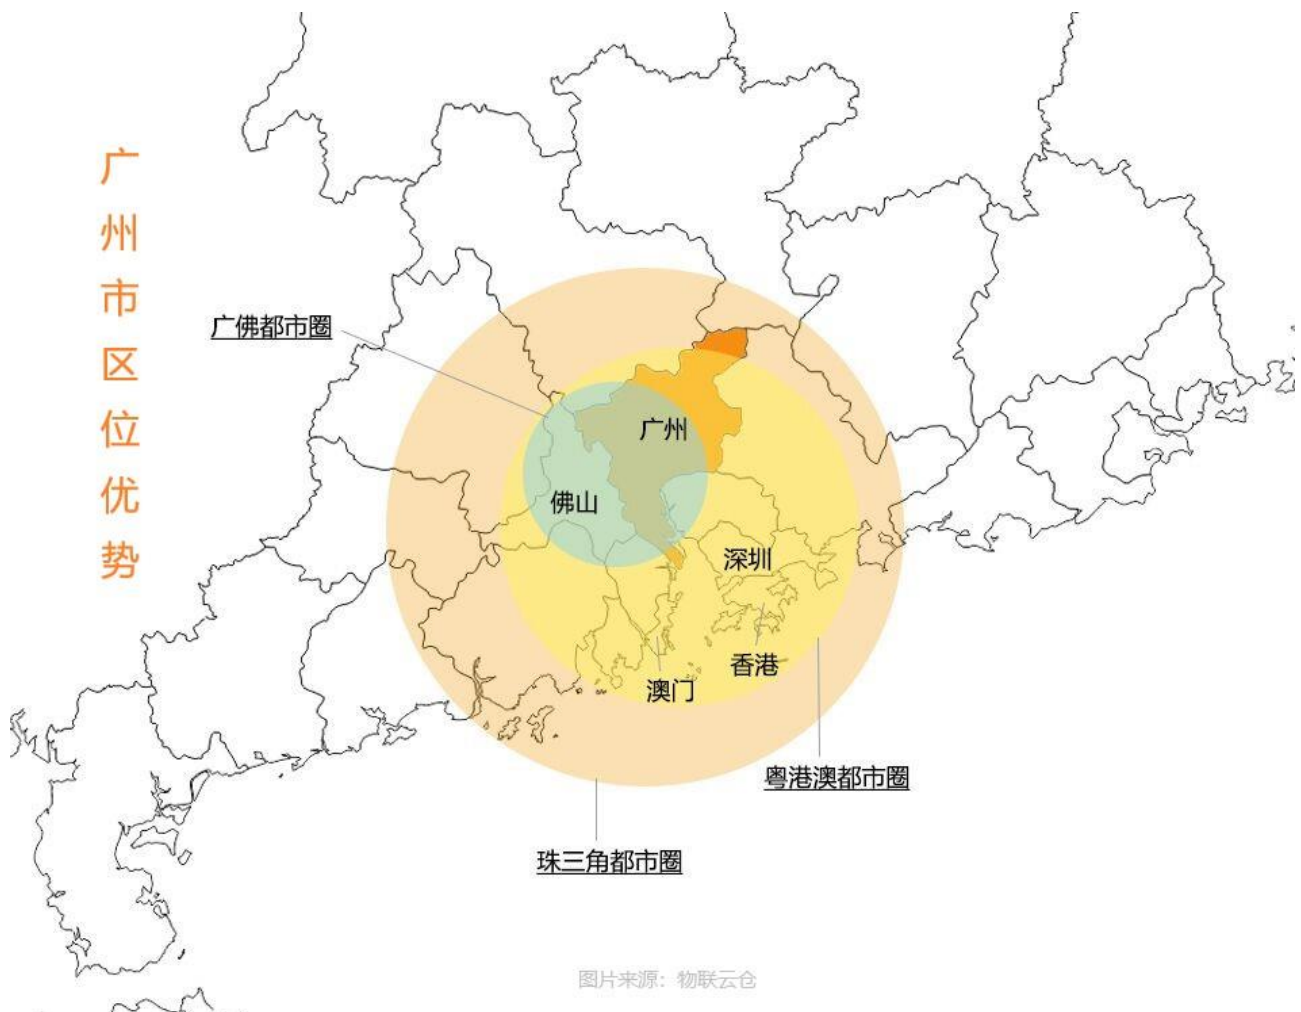 广州市区位优势
广佛都市圈
广州
佛山
深圳
香港
澳门
粤港澳都市圈
珠三角都市圈
图片来源：物联云仓